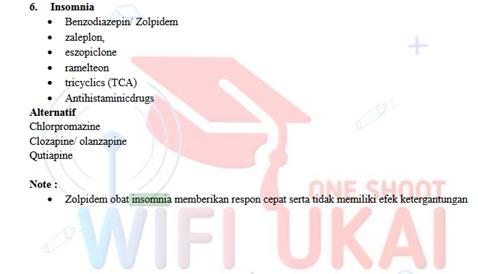 6. Insomnia
• Benzodiazepin/ Zolpidem
• zaleplon,
• eszopiclone
• ramelteon
• tricyclics (TCA)
• Antihistaminicdrugs
Alternatif
Chlorpromazine
Clozapine/ olanzapine
Qutiapine
Note :
• Zolpidem obat insomnia memberikan respon cepat serta tidak memiliki efek ketergantungan
ONE SHOOT
WIFI UKAI